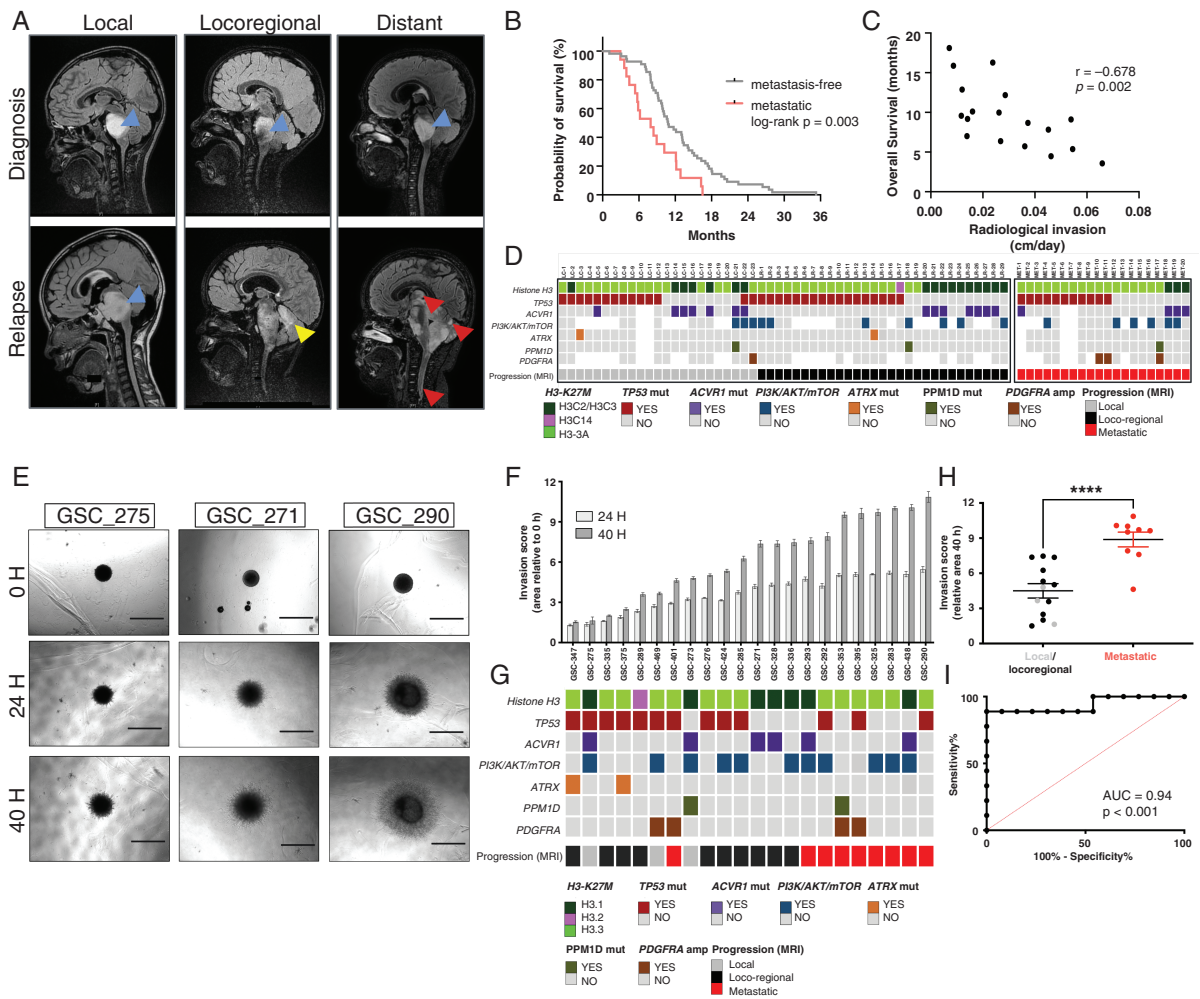 A
Local
Locoregional
Distant
Diagnosis
Relapse
B
Probability of survival (%)
100
80
60
40
20
0
metastasis-free
metastatic
log-rank p = 0.003
0 6 12 18 24 30 36
Months
C
Overall Survival (months)
20
15
10
5
0
r = −0.678
p = 0.002
0.00 0.02 0.04 0.06 0.08
Radiological invasion
(cm/day)
D
Histone H3
TP53
ACVR1
PI3K/AKT/mTOR
ATRX
PPM1D
PDGFRA
Progression (MRI)
H3-K27M
H3C2/H3C3
H3C14
H3-3A
TP53 mut
YES
NO
ACVR1 mut
YES
NO
PI3K/AKT/mTOR
YES
NO
ATRX mut
YES
NO
PPM1D mut
YES
NO
PDGFRA amp
YES
NO
Progression (MRI)
Local
Loco-regional
Metastatic
E
GSC_275
GSC_271
GSC_290
0 H
24 H
40 H
F
Invasion score
(area relative to 0 h)
12
9
6
3
0
24 H
40 H
GSC-347
GSC-275
GSC-335
GSC-375
GSC-289
GSC-469
GSC-401
GSC-273
GSC-276
GSC-424
GSC-285
GSC-271
GSC-328
GSC-336
GSC-293
GSC-292
GSC-353
GSC-395
GSC-325
GSC-283
GSC-438
GSC-290
G
Histone H3
TP53
ACVR1
PI3K/AKT/mTOR
ATRX
PPM1D
PDGFRA
Progression (MRI)
H3-K27M
H3.1
H3.2
H3.3
TP53 mut
YES
NO
ACVR1 mut
YES
NO
PI3K/AKT/mTOR
YES
NO
ATRX mut
YES
NO
PPM1D mut
YES
NO
PDGFRA amp
YES
NO
Progression (MRI)
Local
Loco-regional
Metastatic
H
Invasion score
(relative area 40 h)
12
9
6
3
0
****
Local/
locoregional
Metastatic
I
Sensitivity%
100
50
0
AUC = 0.94
p < 0.001
0 50 100
100% - Specificity%